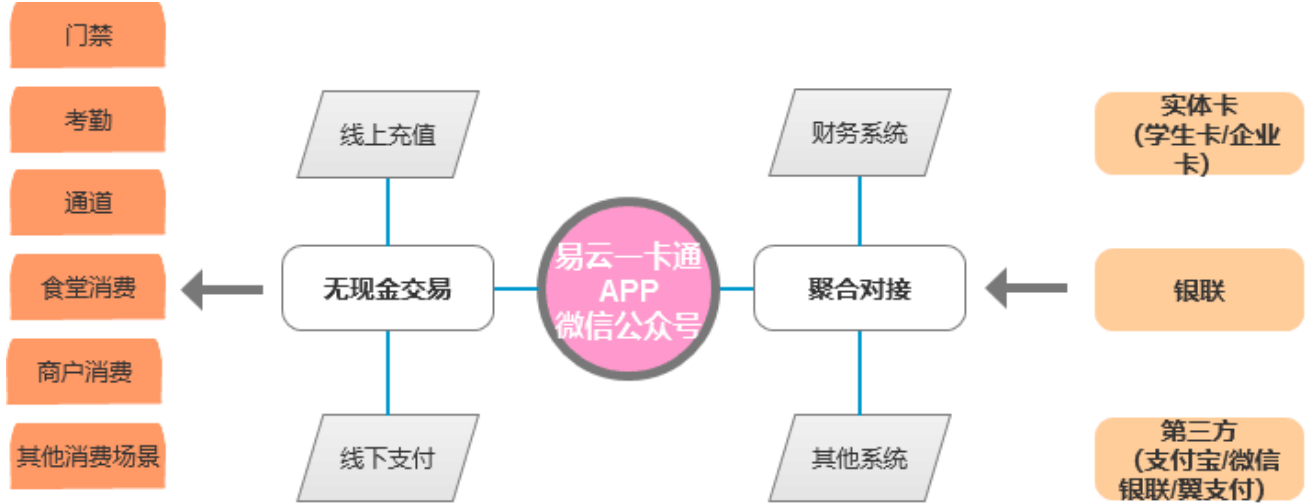 门禁
考勤
通道
食堂消费
商户消费
其他消费场景
线上充值
无现金交易
线下支付
易云一卡通
APP
微信公众号
财务系统
聚合对接
其他系统
实体卡
（学生卡/企业
卡）
银联
第三方
（支付宝/微信
银联/翼支付）